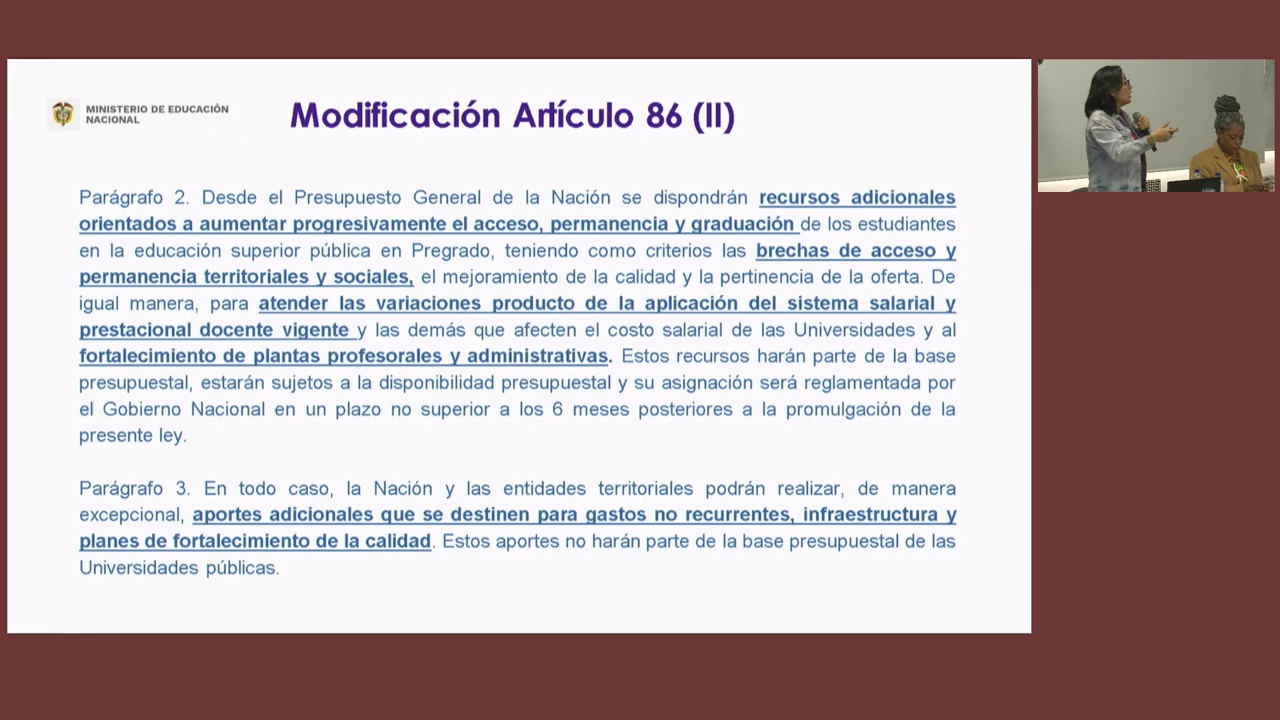 MINISTERIO DE EDUCACIÓN
NACIONAL
Modificación Artículo 86 (II)
Parágrafo 2. Desde el Presupuesto General de la Nación se dispondrán recursos adicionales
orientados a aumentar progresivamente el acceso, permanencia y graduación de los estudiantes
en la educación superior pública en Pregrado, teniendo como criterios las brechas de acceso y
permanencia territoriales y sociales, el mejoramiento de la calidad y la pertinencia de la oferta. De
igual manera, para atender las variaciones producto de la aplicación del sistema salarial y
prestacional docente vigente y las demás que afecten el costo salarial de las Universidades y al
fortalecimiento de plantas profesorales y administrativas. Estos recursos harán parte de la base
presupuestal, estarán sujetos a la disponibilidad presupuestal y su asignación será reglamentada por
el Gobierno Nacional en un plazo no superior a los 6 meses posteriores a la promulgación de la
presente ley.
Parágrafo 3. En todo caso, la Nación y las entidades territoriales podrán realizar, de manera
excepcional, aportes adicionales que se destinen para gastos no recurrentes, infraestructura y
planes de fortalecimiento de la calidad. Estos aportes no harán parte de la base presupuestal de las
Universidades públicas.